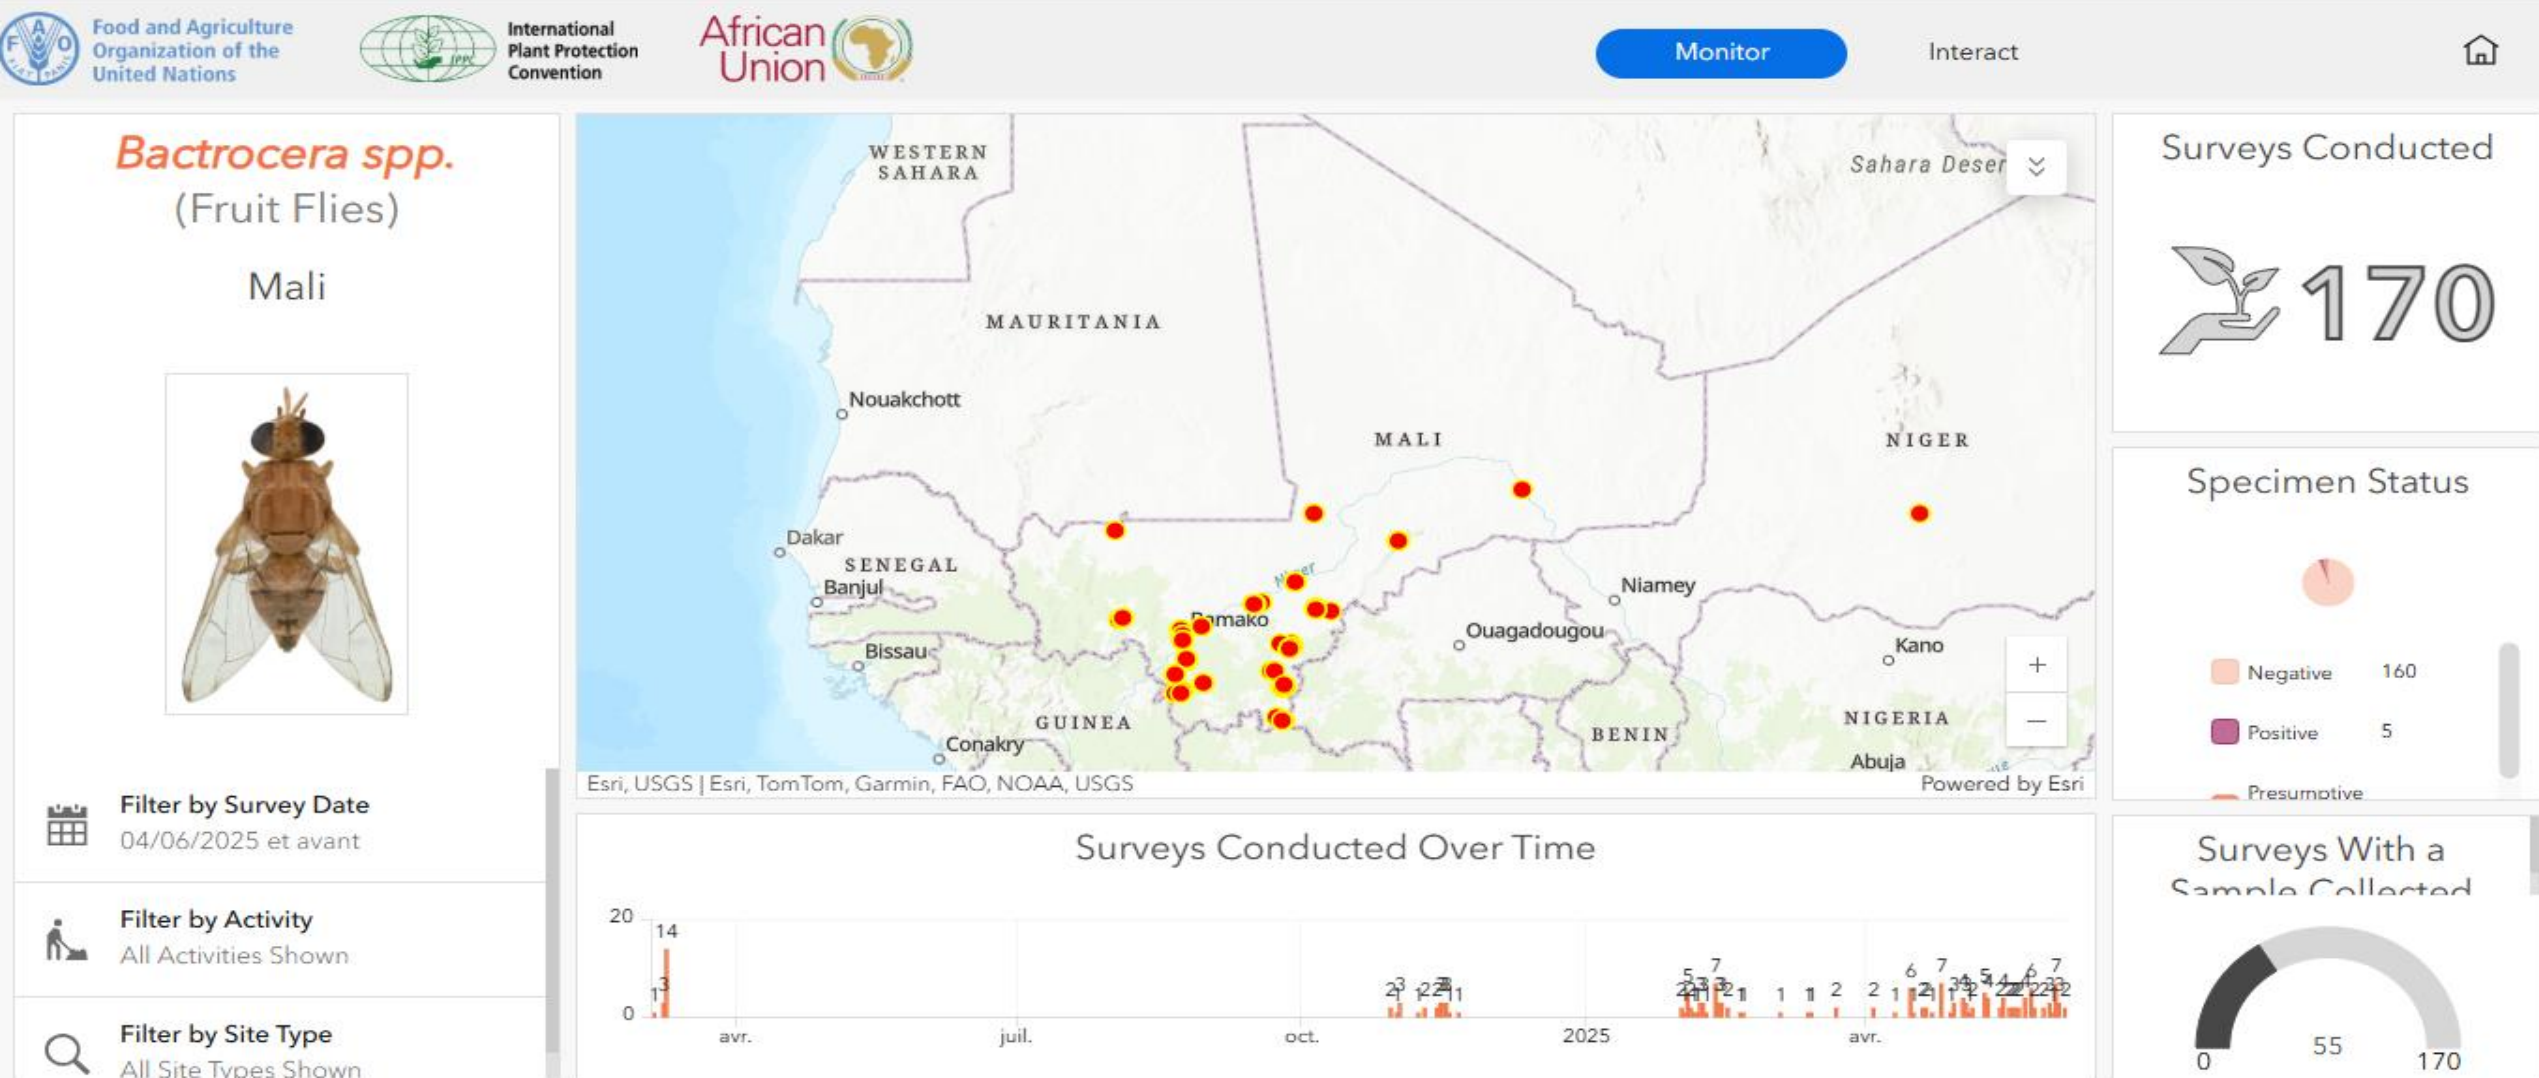 Food and Agriculture
Organization of the
United Nations
International
Plant Protection
Convention
African
Union
Monitor
Interact
Bactrocera spp.
(Fruit Flies)
Mali
Filter by Survey Date
04/06/2025 et avant
Filter by Activity
All Activities Shown
Filter by Site Type
All Site Types Shown
WESTERN
SAHARA
Sahara Deser
MAURITANIA
Nouakchott
MALI
NIGER
Dakar
SENEGAL
Banjul
Niamey
Ouagadougou
Bissau
Kano
GUINEA
NIGERIA
BENIN
Conakry
Abuja
Esri, USGS | Esri, TomTom, Garmin, FAO, NOAA, USGS
Powered by Esri
Surveys Conducted Over Time
20
14
0
avr.
juil.
oct.
2025
avr.
Surveys Conducted
170
Specimen Status
Negative 160
Positive 5
Presumptive
Surveys With a
Sample Collected
55
0
170